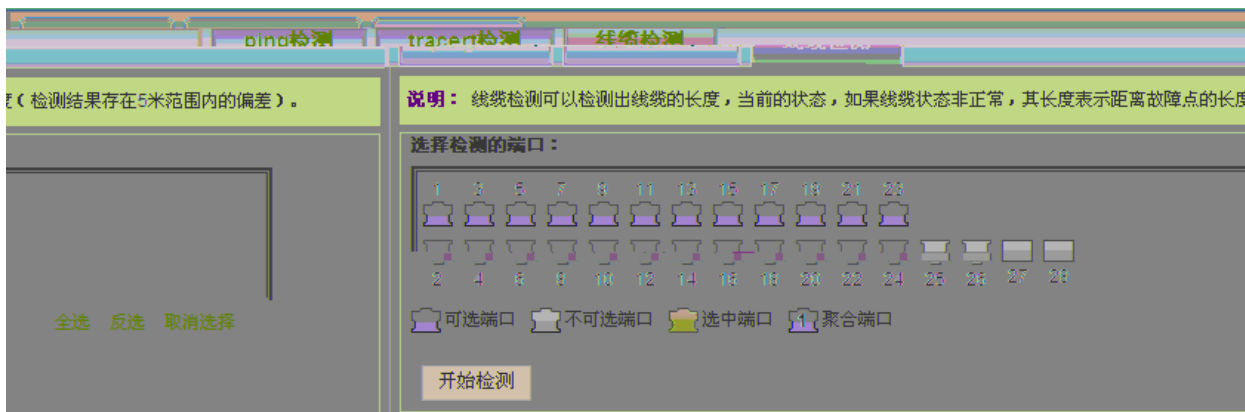 ping检测 tracert检测 线缆检测
线缆检测
度(检测结果存在5米范围内的偏差)。
说明: 线缆检测可以检测出线缆的长度,当前的状态,如果线缆状态非正常,其长度表示距离故障点的长度
选择检测的端口:
1 3 5 7 9 11 13 15 17 19 21 23
2 4 6 8 10 12 14 16 18 20 22 24 25 26 27 28
全选 反选 取消选择
可选端口 不可选端口 选中端口 1 聚合端口
开始检测